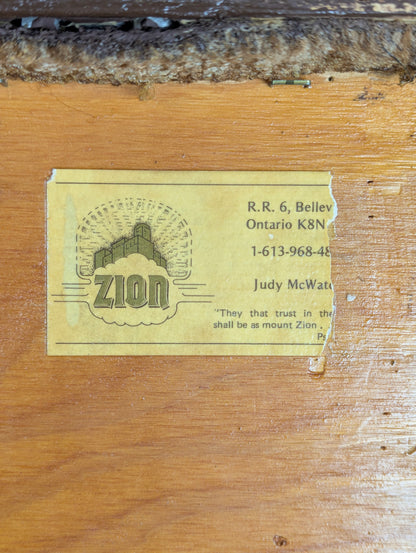 R.R. 6, Bellev
Ontario K8N
1-613-968-48
Judy McWat
ZION
"They that trust in the
shall be as mount Zion .
Ps